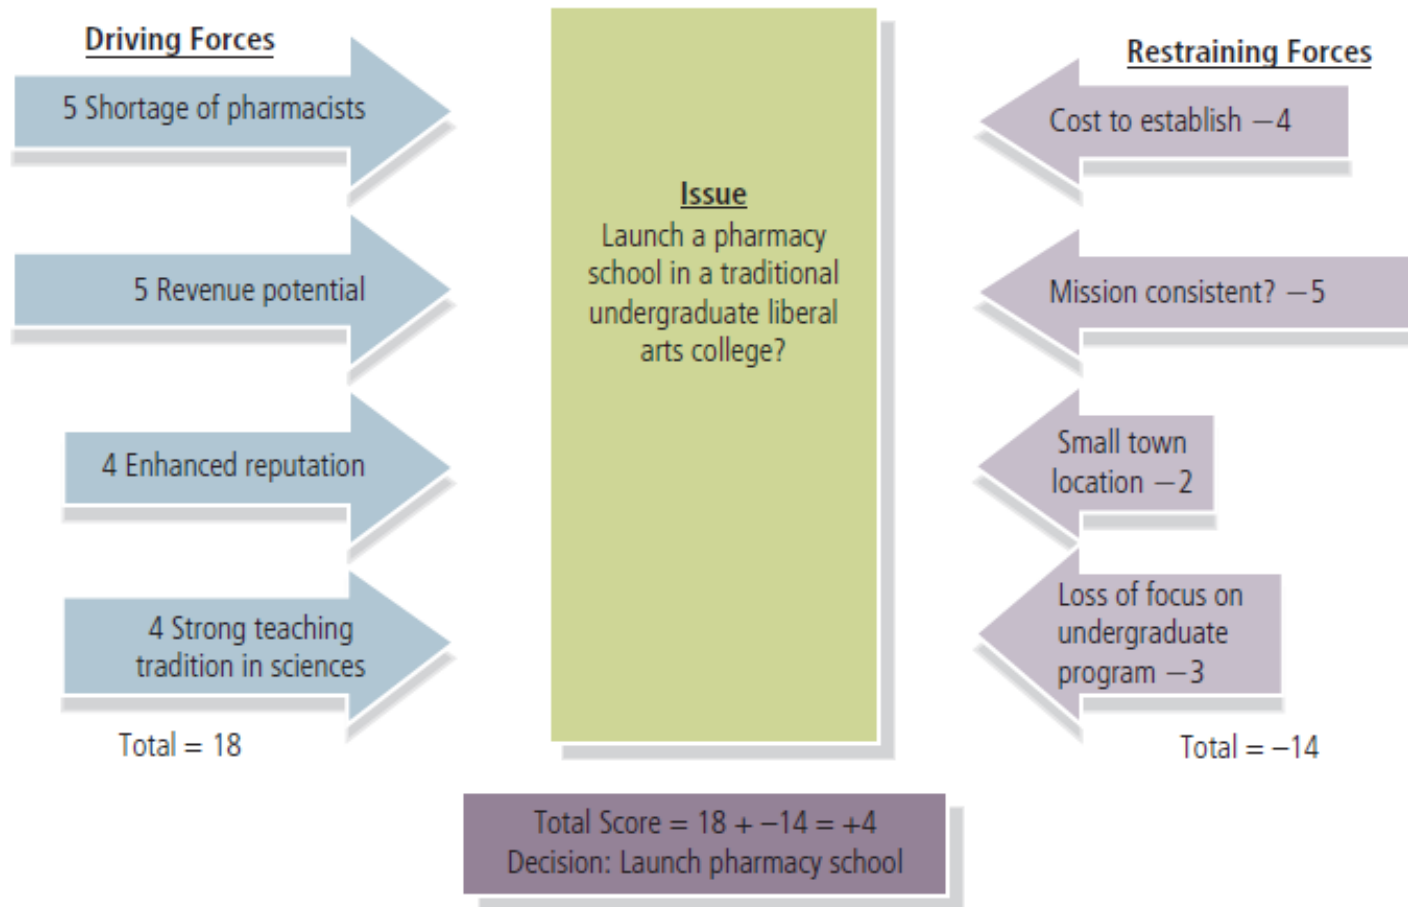 Driving Forces
5 Shortage of pharmacists
5 Revenue potential
4 Enhanced reputation
4 Strong teaching
tradition in sciences
Total = 18
Issue
Launch a pharmacy
school in a traditional
undergraduate liberal
arts college?
Restraining Forces
Cost to establish −4
Mission consistent? −5
Small town
location −2
Loss of focus on
undergraduate
program −3
Total = –14
Total Score = 18 + –14 = +4
Decision: Launch pharmacy school